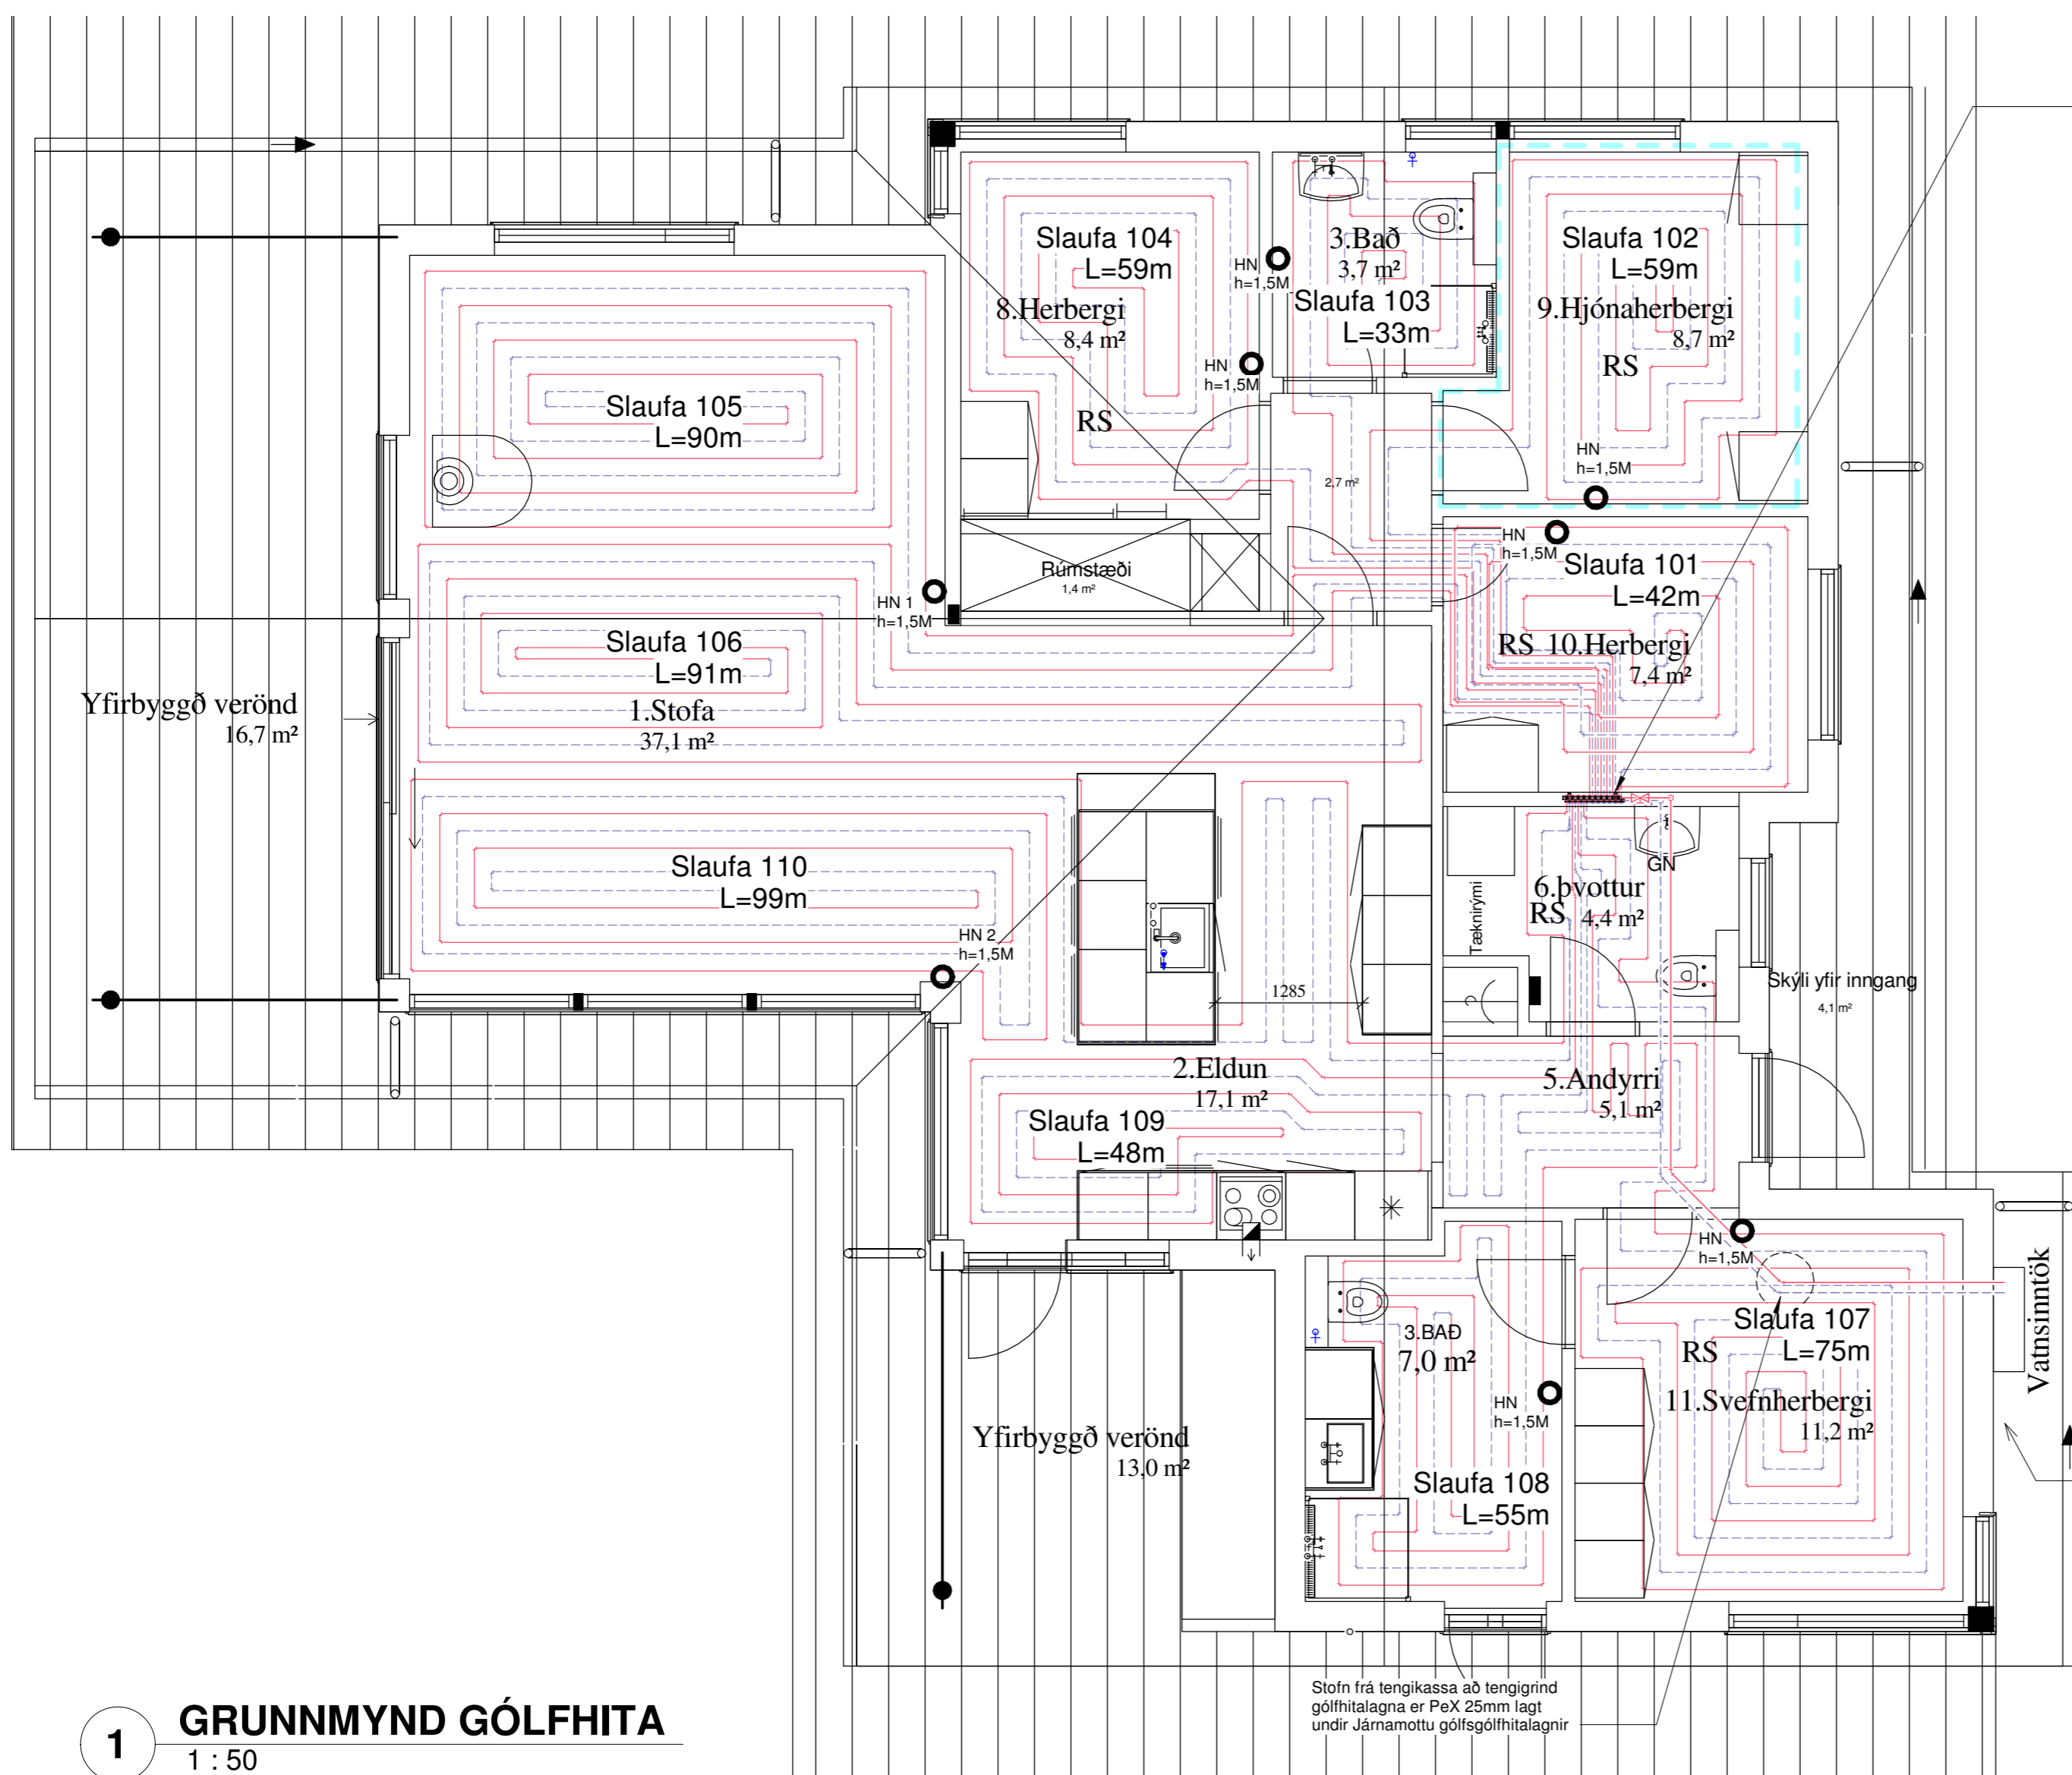 Slaufa 104
L=59m
8.Herbergi
8,4 m²
RS
HN
h=1,5M
HN
h=1,5M
3.Bað
3,7 m²
Slaufa 103
L=33m
Slaufa 102
L=59m
9.Hjónaherbergi
8,7 m²
RS
HN
h=1,5M
Slaufa 105
L=90m
2,7 m²
HN
h=1,5M
Slaufa 101
L=42m
RS 10.Herbergi
7,4 m²
Rúmstæði
1,4 m²
HN 1
h=1,5M
Slaufa 106
L=91m
1.Stofa
37,1 m²
Yfirbyggð verönd
16,7 m²
Slaufa 110
L=99m
HN 2
h=1,5M
1285
GN
6.þvottur
RS 4,4 m²
Tæknirými
Skýli yfir inngang
4,1 m²
2.Eldun
17,1 m²
5.Andyrri
5,1 m²
Slaufa 109
L=48m
HN
h=1,5M
Vatnsinntök
Slaufa 107
L=75m
RS
11.Svefnherbergi
11,2 m²
3.BAÐ
7,0 m²
HN
h=1,5M
Slaufa 108
L=55m
Yfirbyggð verönd
13,0 m²
Stofn frá tengikassa að tengigrind
gólfhitalagna er PeX 25mm lagt
undir Járnamottu gólfsgólfhitalagnir
1 GRUNNMYND GÓLFHITA
1 : 50